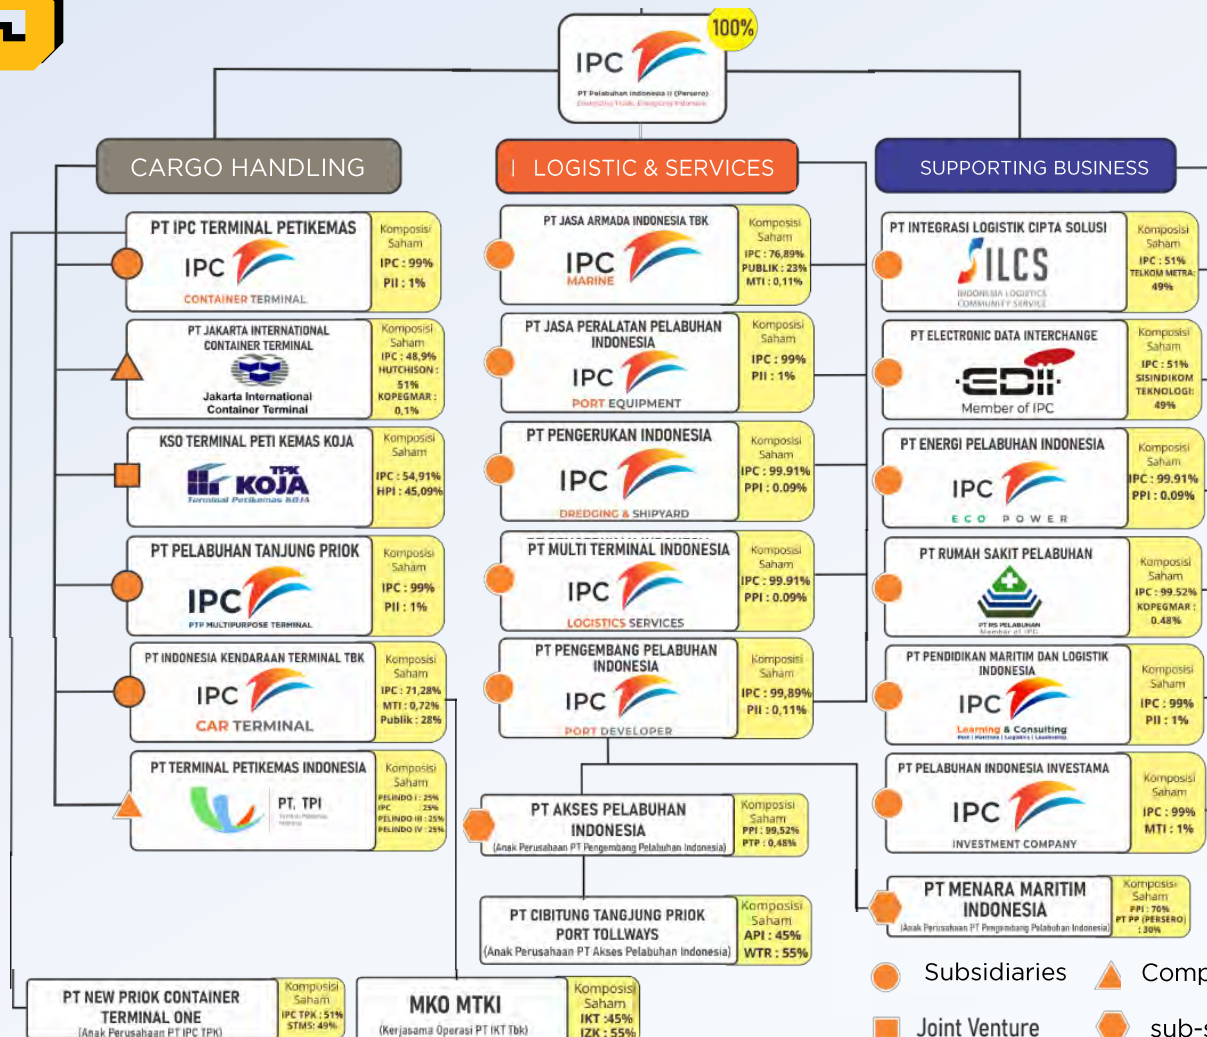 100%
IPC
PT Pelabuhan Indonesia II (Persero)
Energizing Trade, Energizing Indonesia
CARGO HANDLING
PT IPC TERMINAL PETIKEMAS
IPC
CONTAINER TERMINAL
Komposisi
Saham
IPC : 99%
PII : 1%
PT JAKARTA INTERNATIONAL
CONTAINER TERMINAL
Jakarta International
Container Terminal
Komposisi
Saham
IPC : 48,9%
HUTCHISON :
51%
KOPEGMAR :
0,1%
KSO TERMINAL PETI KEMAS KOJA
TPK
KOJA
Terminal Petikemas KOJA
Komposisi
Saham
IPC : 54,91%
HPI : 45,09%
PT PELABUHAN TANJUNG PRIOK
IPC
PTP MULTIPURPOSE TERMINAL
Komposisi
Saham
IPC : 99%
PII : 1%
PT INDONESIA KENDARAAN TERMINAL TBK
IPC
CAR TERMINAL
Komposisi
Saham
IPC : 71,28%
MTI : 0,72%
Publik : 28%
PT TERMINAL PETIKEMAS INDONESIA
PT. TPI
Komposisi
Saham
PELINDO I : 25%
IPC : 25%
PELINDO III : 25%
PELINDO IV : 25%
LOGISTIC & SERVICES
PT JASA ARMADA INDONESIA TBK
IPC
MARINE
Komposisi
Saham
IPC : 76,89%
PUBLIK : 23%
MTI : 0,11%
PT JASA PERALATAN PELABUHAN
INDONESIA
IPC
PORT EQUIPMENT
Komposisi
Saham
IPC : 99%
PII : 1%
PT PENGERUKAN INDONESIA
IPC
DREDGING & SHIPYARD
Komposisi
Saham
IPC : 99.91%
PPI : 0.09%
PT MULTI TERMINAL INDONESIA
IPC
LOGISTICS SERVICES
Komposisi
Saham
IPC : 99.91%
PPI : 0.09%
PT PENGEMBANG PELABUHAN
INDONESIA
IPC
PORT DEVELOPER
Komposisi
Saham
IPC : 99,89%
PII : 0,11%
PT AKSES PELABUHAN
INDONESIA
(Anak Perusahaan PT Pengembang Pelabuhan Indonesia)
Komposisi
Saham
PPI : 99,52%
PTP : 0,48%
PT CIBITUNG TANGJUNG PRIOK
PORT TOLLWAYS
(Anak Perusahaan PT Akses Pelabuhan Indonesia)
Komposisi
Saham
API : 45%
WTR : 55%
SUPPORTING BUSINESS
PT INTEGRASI LOGISTIK CIPTA SOLUSI
ILCS
INDONESIA LOGISTICS
COMMUNITY SERVICE
Komposisi
Saham
IPC : 51%
TELKOM METRA:
49%
PT ELECTRONIC DATA INTERCHANGE
EDII
Member of IPC
Komposisi
Saham
IPC : 51%
SISINDIKOM
TEKNOLOGI:
49%
PT ENERGI PELABUHAN INDONESIA
IPC
ECO POWER
Komposisi
Saham
IPC : 99.91%
PPI : 0.09%
PT RUMAH SAKIT PELABUHAN
PT RS PELABUHAN
Member of IPC
Komposisi
Saham
IPC : 99.52%
KOPEGMAR :
0.48%
PT PENDIDIKAN MARITIM DAN LOGISTIK
INDONESIA
IPC
Learning & Consulting
Komposisi
Saham
IPC : 99%
PII : 1%
PT PELABUHAN INDONESIA INVESTAMA
IPC
INVESTMENT COMPANY
Komposisi
Saham
IPC : 99%
MTI : 1%
PT MENARA MARITIM
INDONESIA
(Anak Perusahaan PT Pengembang Pelabuhan Indonesia)
Komposisi
Saham
PPI : 70%
PT PP (PERSERO)
: 30%
PT NEW PRIOK CONTAINER
TERMINAL ONE
(Anak Perusahaan PT IPC TPK)
Komposisi
Saham
IPC TPK : 51%
STMS: 49%
MKO MTKI
(Kerjasama Operasi PT IKT Tbk)
Komposisi
Saham
IKT :45%
IZK : 55%
Subsidiaries
Comp
Joint Venture
sub-s